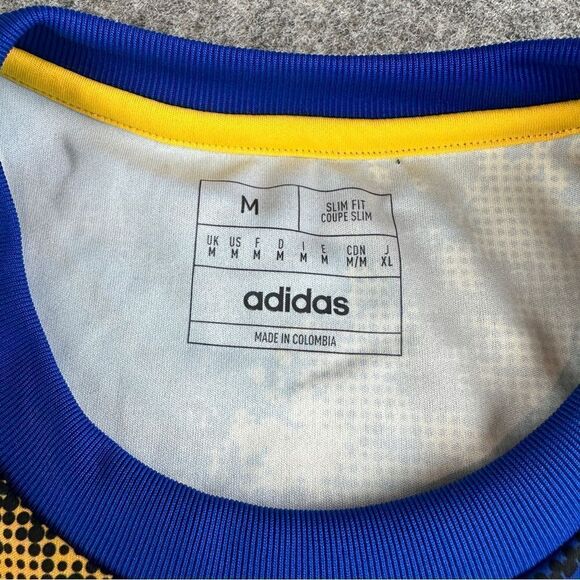 M SLIM FIT
COUPE SLIM
UK US F D I E CDN J
M M M M M M M/M XL
adidas
MADE IN COLOMBIA